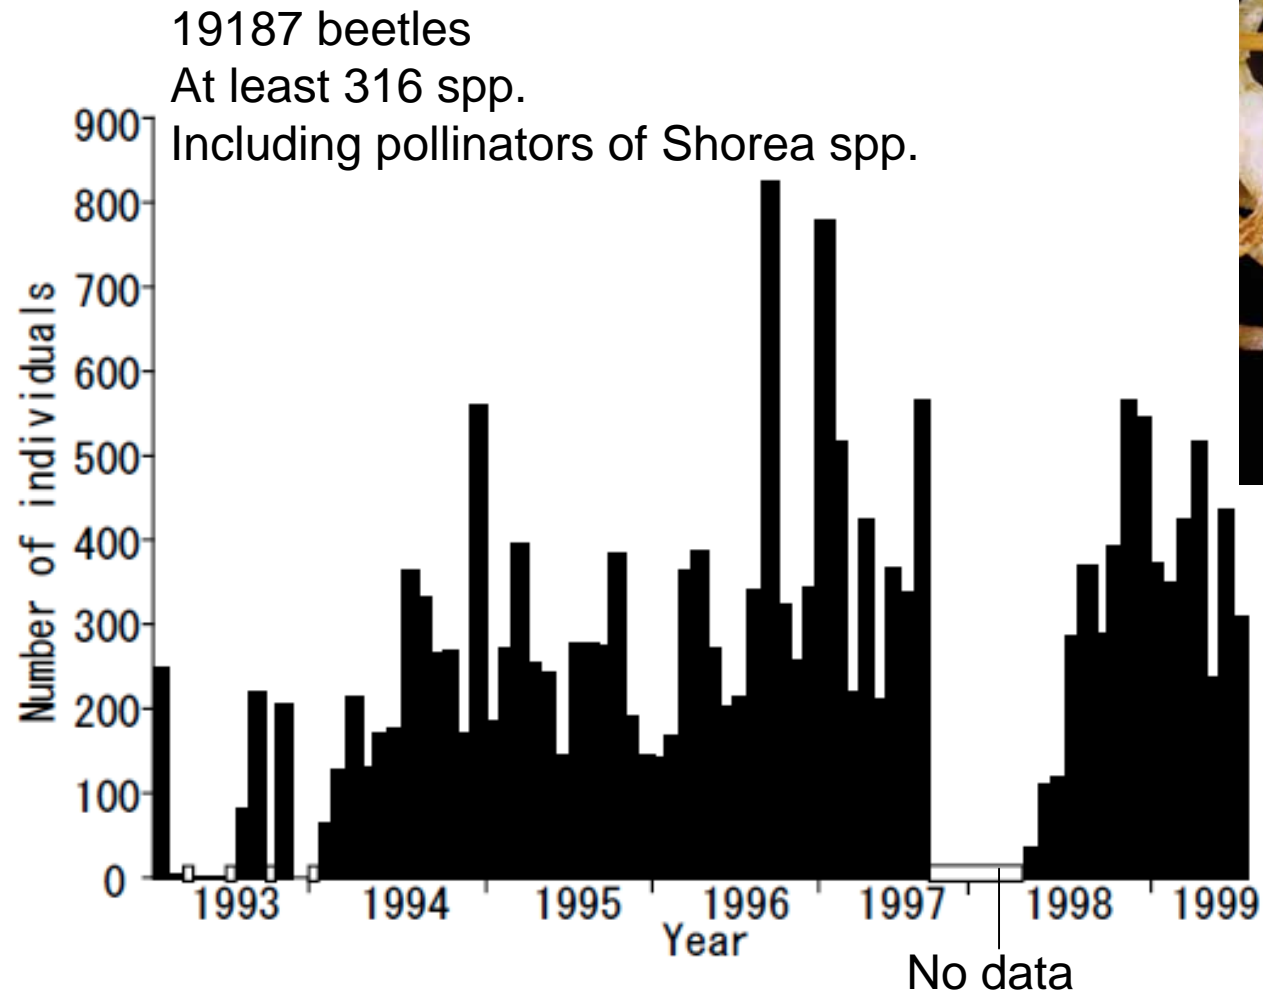 19187 beetles
At least 316 spp.
Including pollinators of Shorea spp.
900
800
700
600
500
400
300
200
100
0
Number of individuals
1993 1994 1995 1996 1997 1998 1999
Year
No data